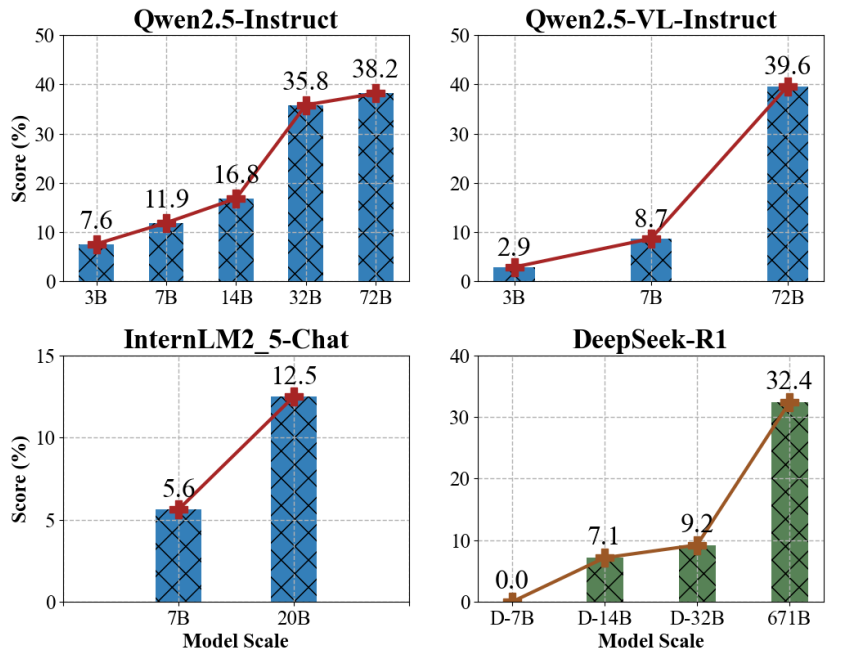 Qwen2.5-Instruct
Score (%)
50
40
30
20
10
0
7.6
11.9
16.8
35.8
38.2
3B
7B
14B
32B
72B
Qwen2.5-VL-Instruct
50
40
30
20
10
0
2.9
8.7
39.6
3B
7B
72B
InternLM2_5-Chat
Score (%)
15
10
5
0
5.6
12.5
7B
20B
Model Scale
DeepSeek-R1
40
30
20
10
0
0.0
7.1
9.2
32.4
D-7B
D-14B
D-32B
671B
Model Scale